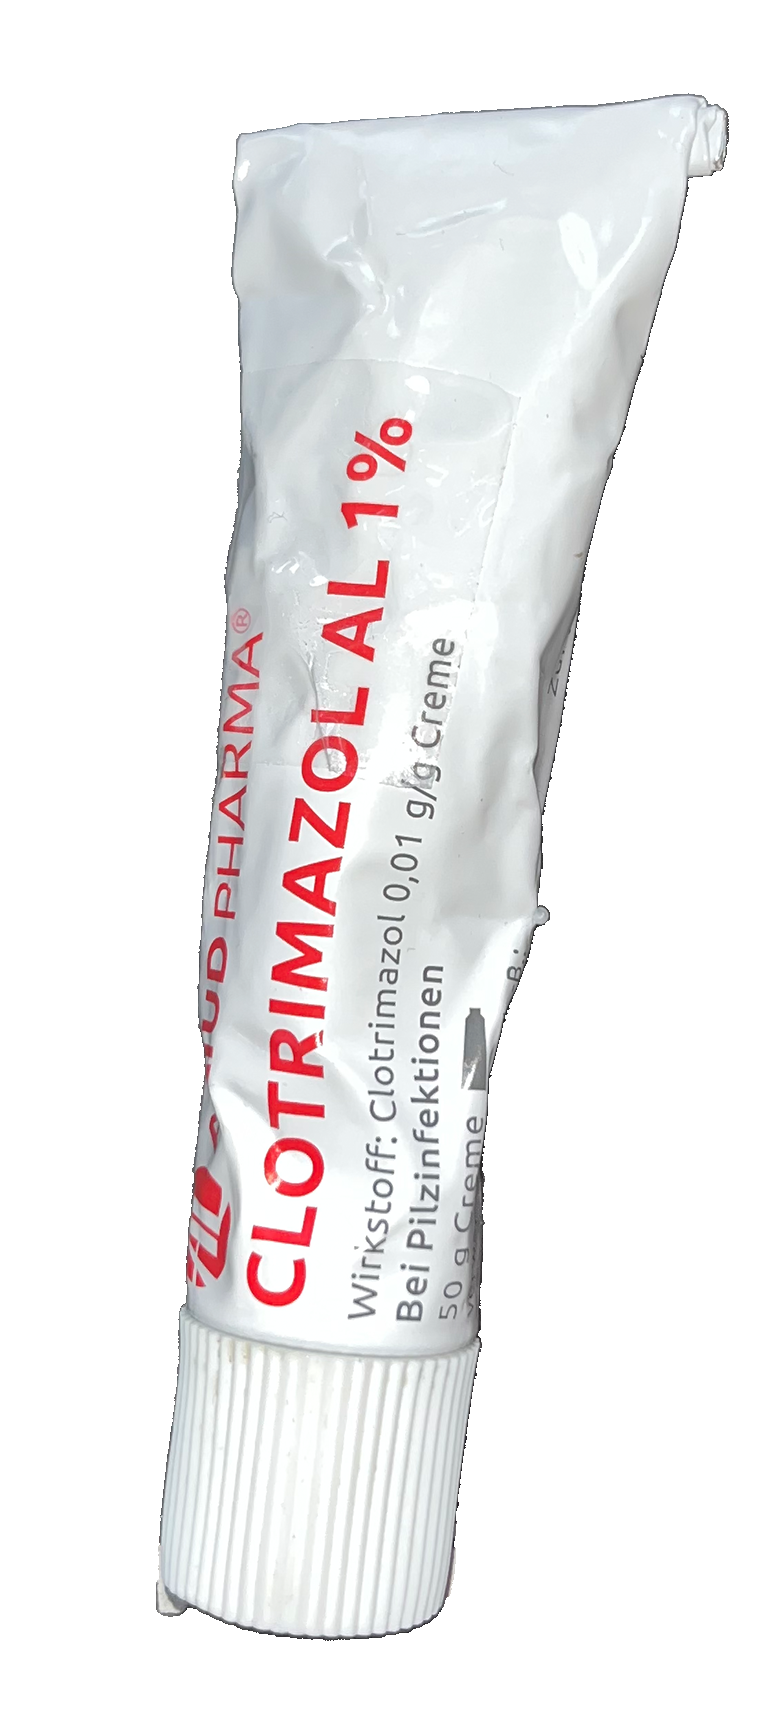 PHARMA®
CLOTRIMAZOL AL 1%
Wirkstoff: Clotrimazol 0,01 g/g Creme
Bei Pilzinfektionen
50 g Creme